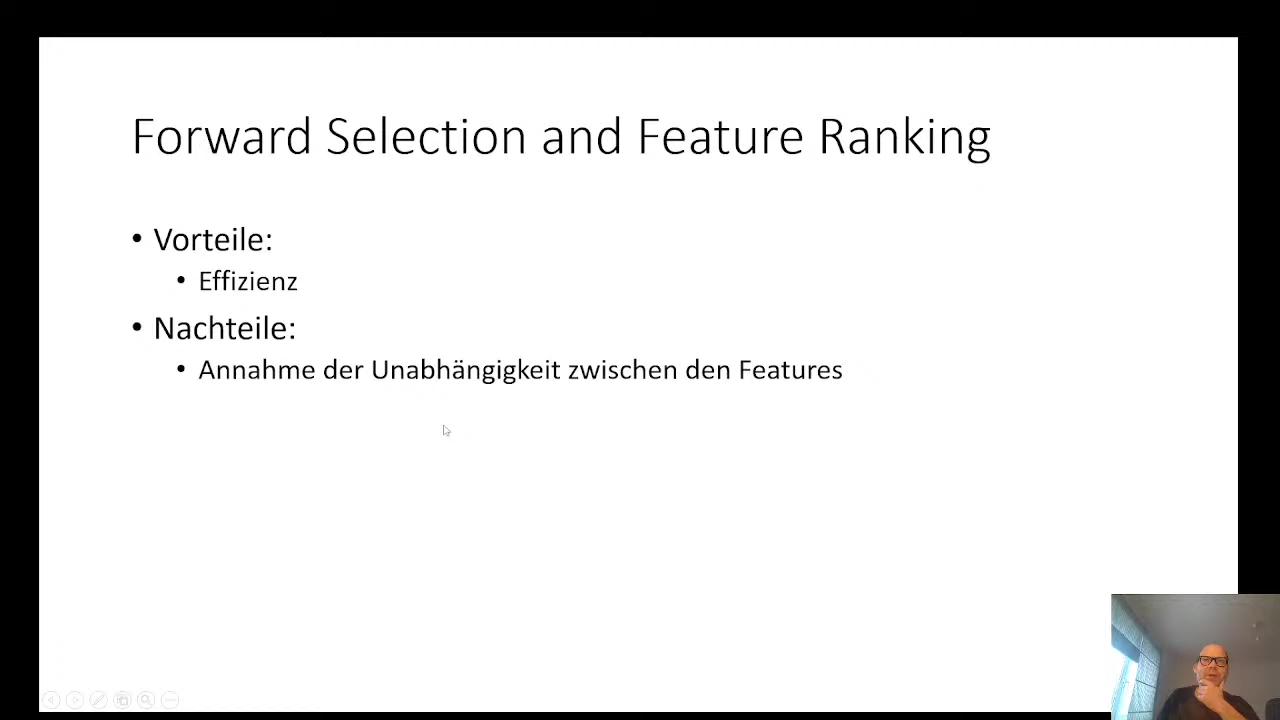 Forward Selection and Feature Ranking
• Vorteile:
• Effizienz
• Nachteile:
• Annahme der Unabhängigkeit zwischen den Features